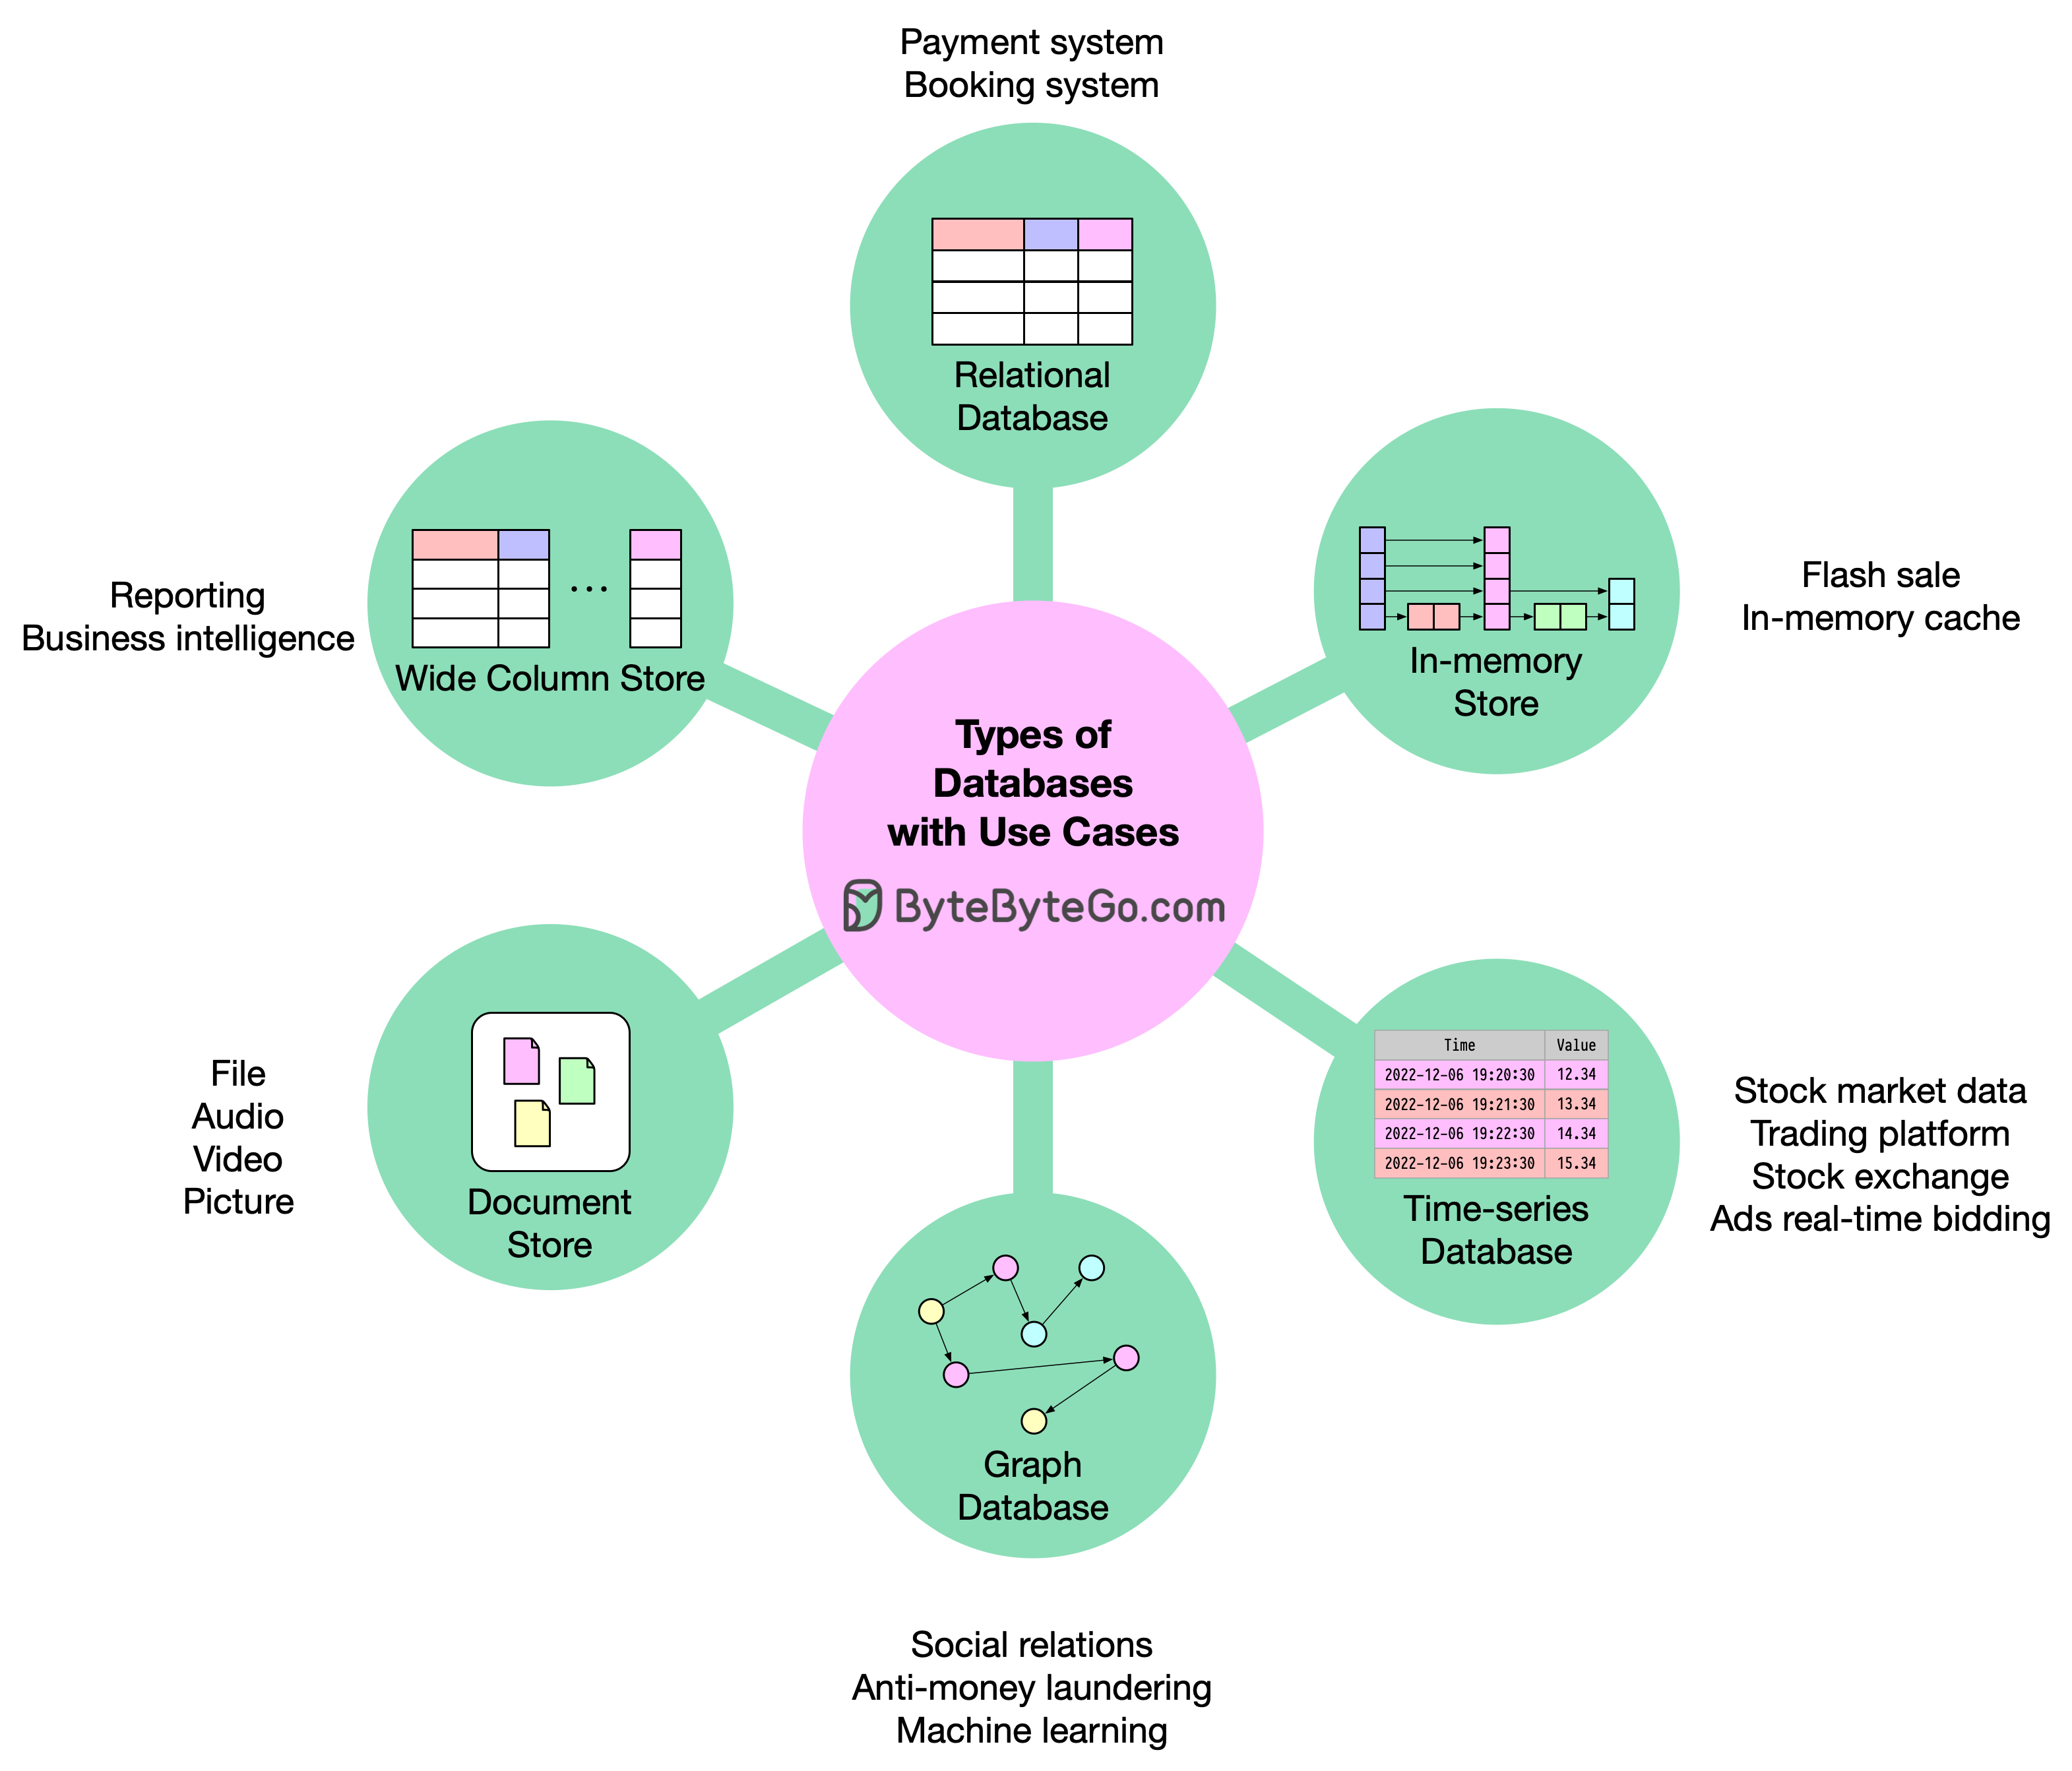 Payment system
Booking system
Relational
Database
Reporting
Business intelligence
Wide Column Store
...
Flash sale
In-memory cache
In-memory
Store
Types of
Databases
with Use Cases
ByteByteGo.com
File
Audio
Video
Picture
Document
Store
Time Value
2022-12-06 19:20:30 12.34
2022-12-06 19:21:30 13.34
2022-12-06 19:22:30 14.34
2022-12-06 19:23:30 15.34
Time-series
Database
Stock market data
Trading platform
Stock exchange
Ads real-time bidding
Graph
Database
Social relations
Anti-money laundering
Machine learning